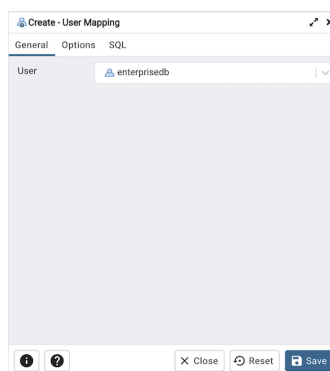 Create - User Mapping
General Options SQL
User enterprisedb
Close Reset Save